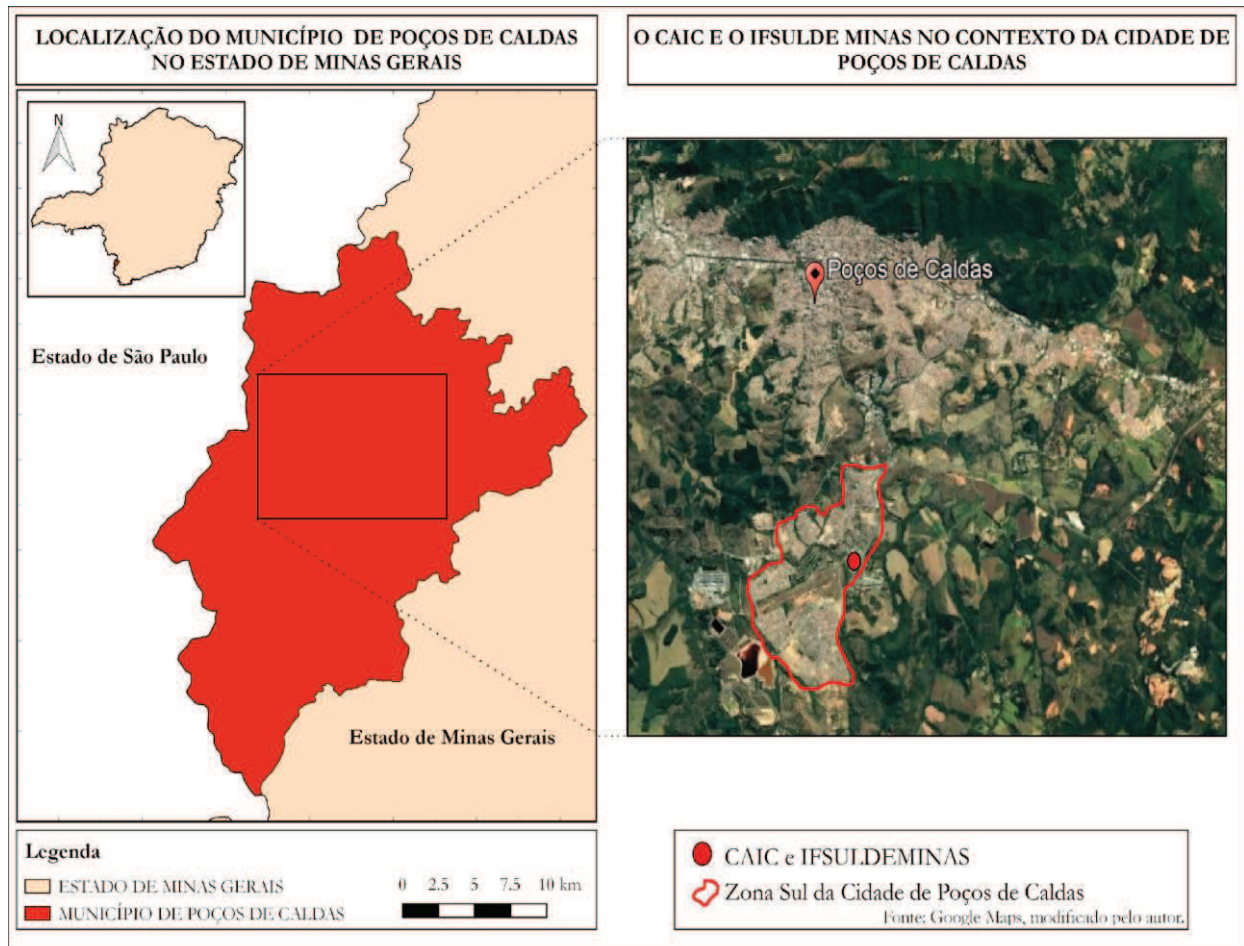 LOCALIZAÇÃO DO MUNICÍPIO DE POÇOS DE CALDAS
NO ESTADO DE MINAS GERAIS
N
Estado de São Paulo
Estado de Minas Gerais
Legenda
ESTADO DE MINAS GERAIS
MUNICÍPIO DE POÇOS DE CALDAS
0 2.5 5 7.5 10 km
O CAIC E O IFSULDE MINAS NO CONTEXTO DA CIDADE DE
POÇOS DE CALDAS
Poços de Caldas
CAIC e IFSULDEMINAS
Zona Sul da Cidade de Poços de Caldas
Fonte: Google Maps, modificado pelo autor.